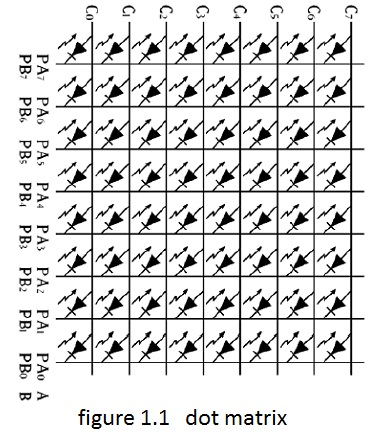 C₀ C₁ C₂ C₃ C₄ C₅ C₆ C₇
PB₇ PB₆ PB₅ PB₄ PB₃ PB₂ PB₁ PB₀ B
PA₇ PA₆ PA₅ PA₄ PA₃ PA₂ PA₁ PA₀ A
figure 1.1 dot matrix